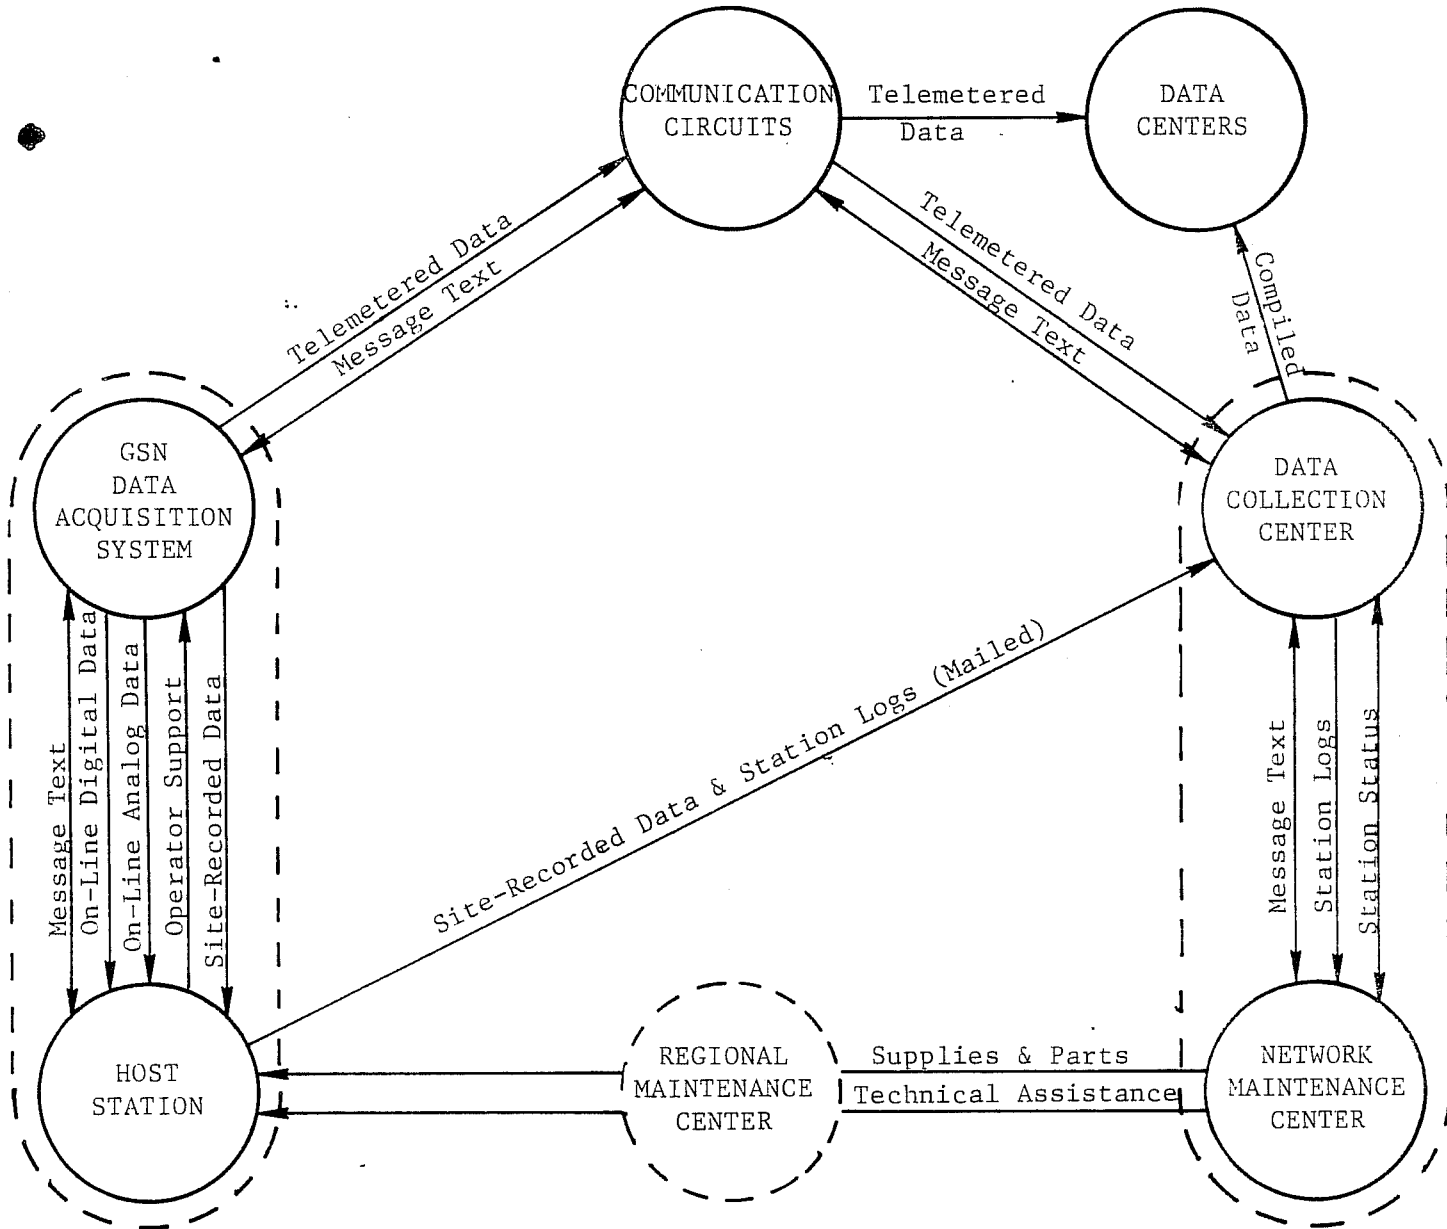 COMMUNICATION
CIRCUITS
Telemetered
Data
DATA
CENTERS
Telemetered Data
Message Text
Telemetered Data
Message Text
Compiled
Data
GSN
DATA
ACQUISITION
SYSTEM
DATA
COLLECTION
CENTER
Message Text
On-Line Digital Data
On-Line Analog Data
Operator Support
Site-Recorded Data
Site-Recorded Data & Station Logs (Mailed)
Message Text
Station Logs
Station Status
HOST
STATION
REGIONAL
MAINTENANCE
CENTER
Supplies & Parts
Technical Assistance
NETWORK
MAINTENANCE
CENTER